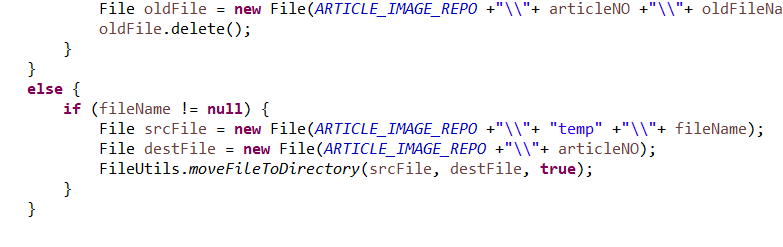 File oldFile = new File(ARTICLE_IMAGE_REPO +"\\"+ articleNO +"\\"+ oldFileNa
oldFile.delete();
}
}
else {
if (fileName != null) {
File srcFile = new File(ARTICLE_IMAGE_REPO +"\\"+ "temp" +"\\"+ fileName);
File destFile = new File(ARTICLE_IMAGE_REPO +"\\"+ articleNO);
FileUtils.moveFileToDirectory(srcFile, destFile, true);
}
}